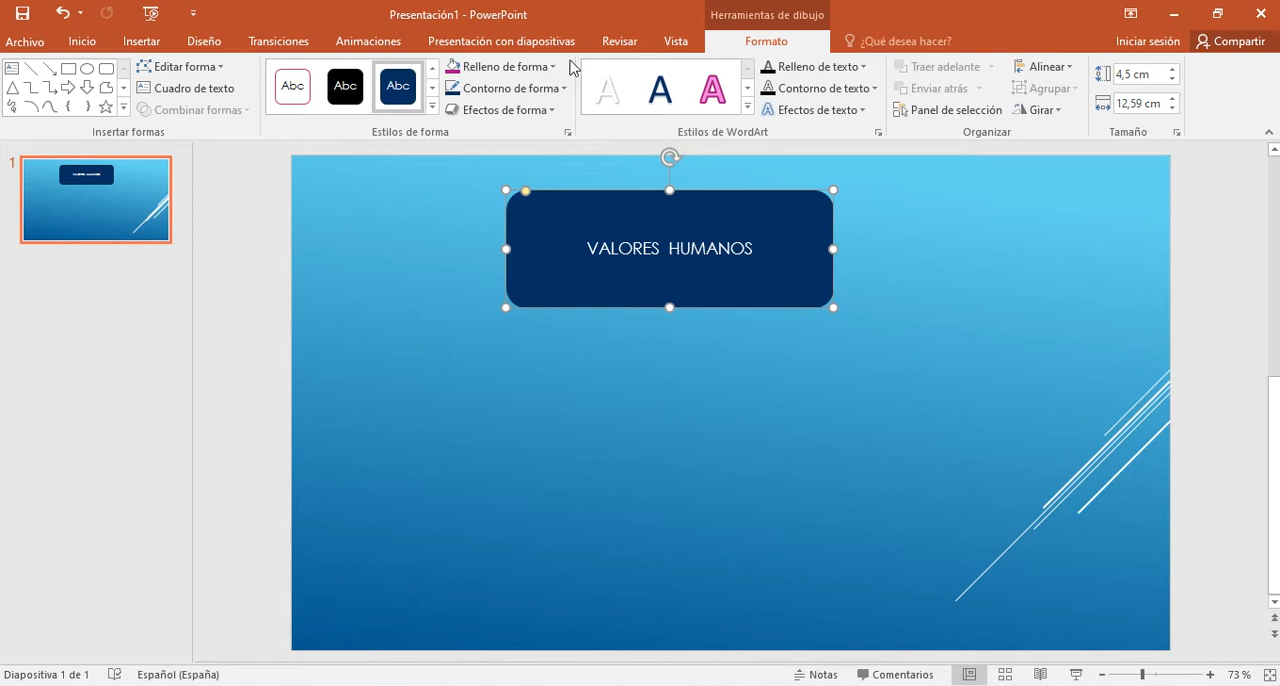 Presentación1 - PowerPoint
Herramientas de dibujo
Archivo Inicio Insertar Diseño Transiciones Animaciones Presentación con diapositivas Revisar Vista Formato ¿Qué desea hacer? Iniciar sesión Compartir
Editar forma
Cuadro de texto
Combinar formas
Insertar formas
Abc Abc Abc
Relleno de forma
Contorno de forma
Efectos de forma
Estilos de forma
A A A
Relleno de texto
Contorno de texto
Efectos de texto
Estilos de WordArt
Traer adelante
Enviar atrás
Panel de selección
Alinear
Agrupar
Girar
Organizar
4,5 cm
12,59 cm
Tamaño
1
VALORES HUMANOS
VALORES HUMANOS
Diapositiva 1 de 1 Español (España) Notas Comentarios 73 %